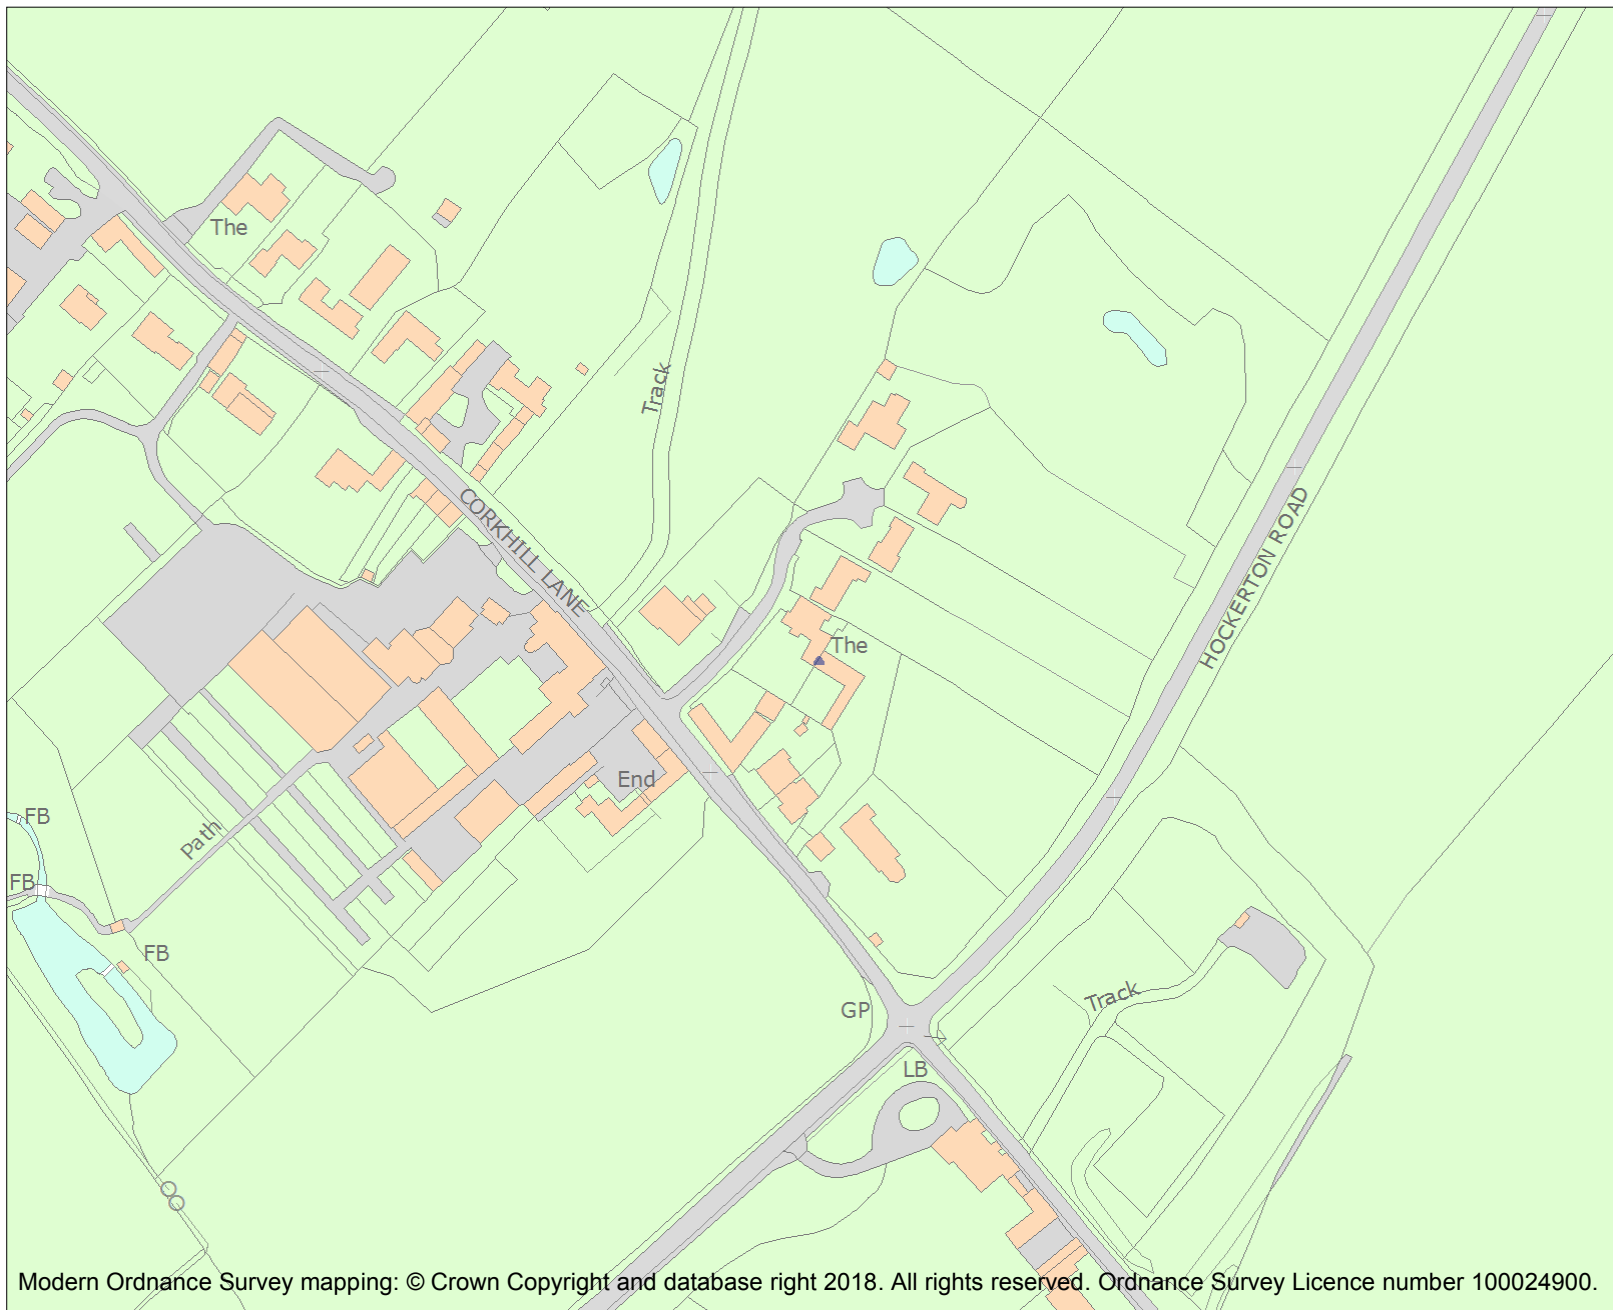 The
Track
CORKHILL LANE
HOCKERTON ROAD
The
End
FB
Path
FB
FB
Track
GP
LB
Modern Ordnance Survey mapping: © Crown Copyright and database right 2018. All rights reserved. Ordnance Survey Licence number 100024900.